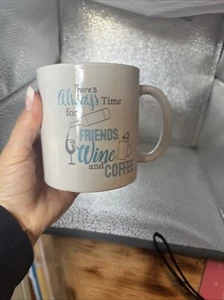 There's
Always Time
for
FRIENDS
Wine
and
COFFEE